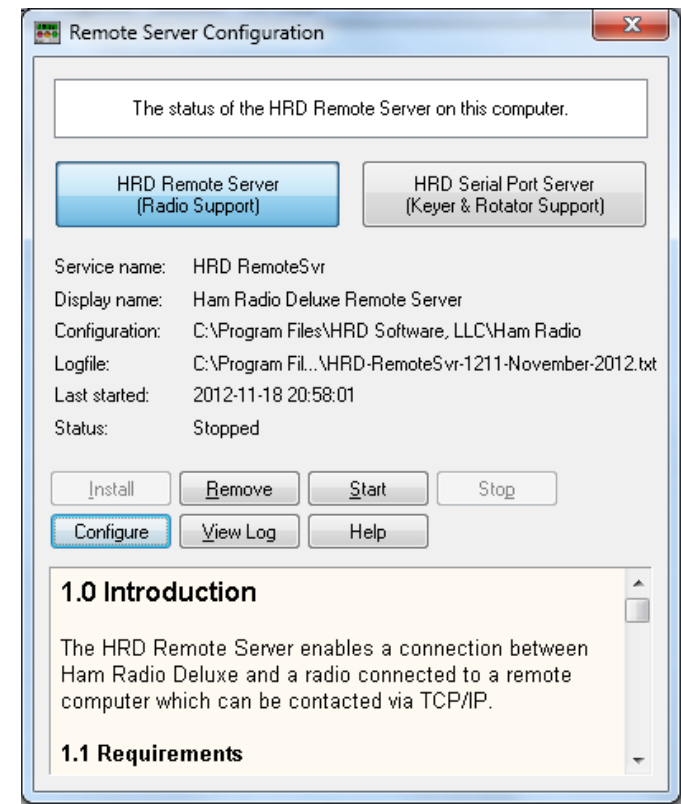 Remote Server Configuration
The status of the HRD Remote Server on this computer.
HRD Remote Server
(Radio Support)
HRD Serial Port Server
(Keyer & Rotator Support)
Service name: HRD RemoteSvr
Display name: Ham Radio Deluxe Remote Server
Configuration: C:\Program Files\HRD Software, LLC\Ham Radio
Logfile: C:\Program Fil...\HRD-RemoteSvr-1211-November-2012.txt
Last started: 2012-11-18 20:58:01
Status: Stopped
Install Remove Start Stop
Configure View Log Help
1.0 Introduction
The HRD Remote Server enables a connection between
Ham Radio Deluxe and a radio connected to a remote
computer which can be contacted via TCP/IP.
1.1 Requirements